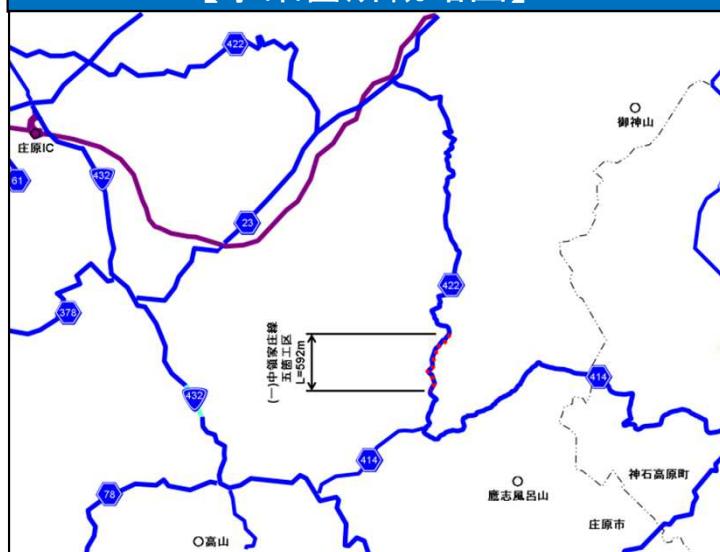 422
御神山
庄原IC
61
432
23
422
378
(一)中領家庄線
五箇工区
L=592m
414
432
414
神石高原町
78
鷹志風呂山
庄原市
高山